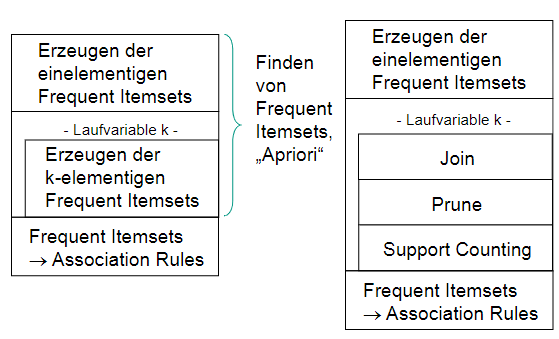 Erzeugen der
einelementigen
Frequent Itemsets
- Laufvariable k -
Erzeugen der
k-elementigen
Frequent Itemsets
Frequent Itemsets
→ Association Rules
Finden
von
Frequent
Itemsets,
„Apriori“
Erzeugen der
einelementigen
Frequent Itemsets
- Laufvariable k -
Join
Prune
Support Counting
Frequent Itemsets
→ Association Rules